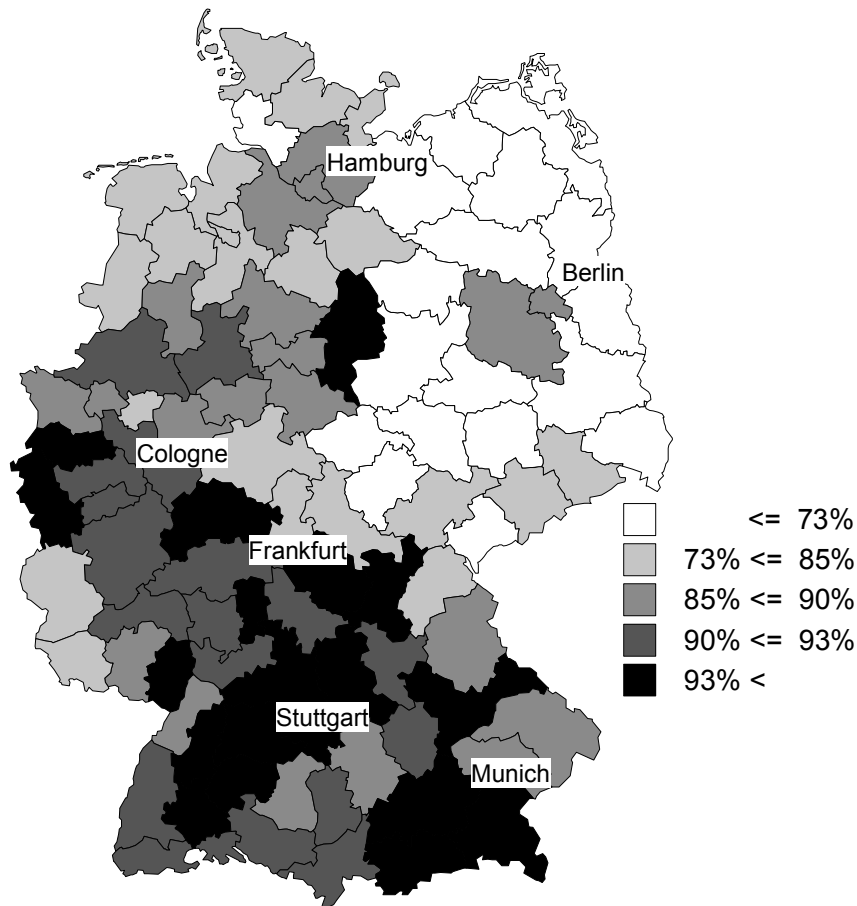 Hamburg
Berlin
Cologne
Frankfurt
<= 73%
73% <= 85%
85% <= 90%
90% <= 93%
93% <
Stuttgart
Munich